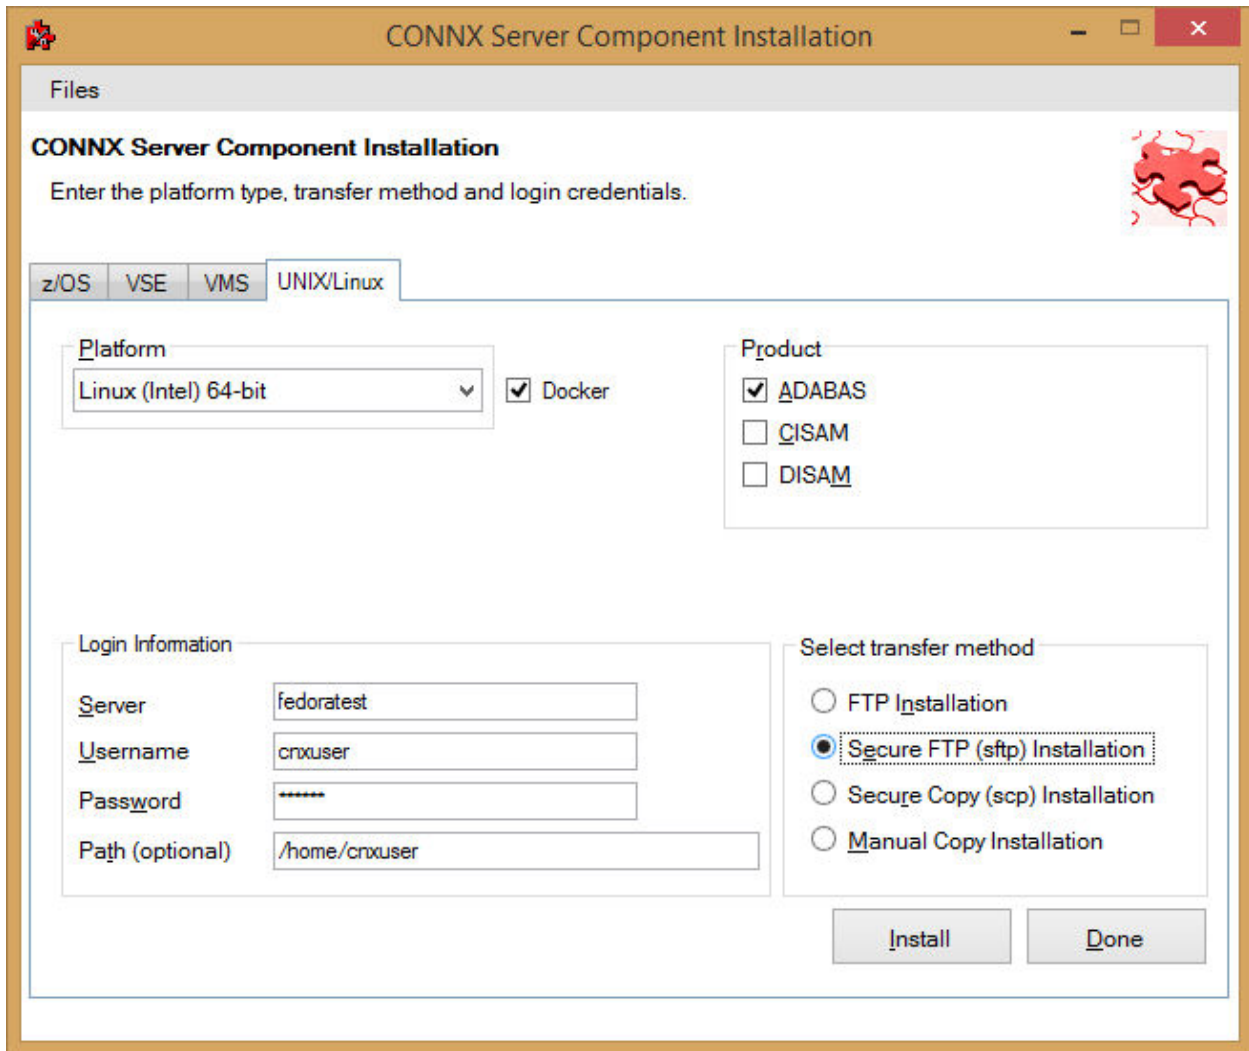 CONNX Server Component Installation
Files
CONNX Server Component Installation
Enter the platform type, transfer method and login credentials.
z/OS VSE VMS UNIX/Linux
Platform
Linux (Intel) 64-bit
Docker
Product
ADABAS
CISAM
DISAM
Login Information
Server fedoratest
Username cnxuser
Password ******
Path (optional) /home/cnxuser
Select transfer method
FTP Installation
Secure FTP (sftp) Installation
Secure Copy (scp) Installation
Manual Copy Installation
Install Done